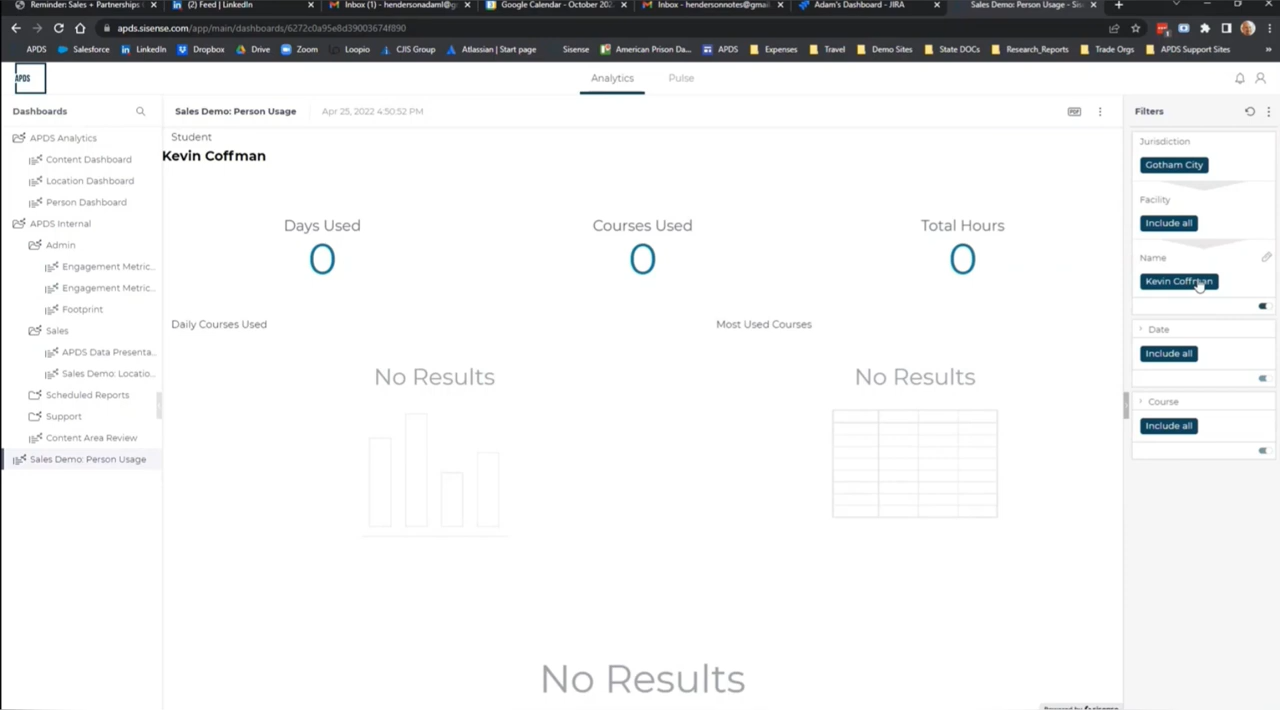 Reminder: Sales + Partnerships (2) Feed | LinkedIn Inbox (1) - hendersonadaml@g Google Calendar - October 202 Inbox - hendersonnotes@gmail Adam's Dashboard - JIRA Sales Demo: Person Usage - Sis
apds.sisense.com/app/main/dashboards/6272c0a95e8d39003674f890
APDS Salesforce LinkedIn Dropbox Drive Zoom Loopio CJIS Group Atlassian | Start page Sisense American Prison Da... APDS Expenses Travel Demo Sites State DOCs Research_Reports Trade Orgs APDS Support Sites
APDS
Analytics Pulse
Dashboards
APDS Analytics
Content Dashboard
Location Dashboard
Person Dashboard
APDS Internal
Admin
Engagement Metric...
Engagement Metric...
Footprint
Sales
APDS Data Presenta...
Sales Demo: Locatio...
Scheduled Reports
Support
Content Area Review
Sales Demo: Person Usage
Sales Demo: Person Usage Apr 25, 2022 4:50:52 PM
PDF
Student
Kevin Coffman
Days Used Courses Used Total Hours
0 0 0
Daily Courses Used Most Used Courses
No Results No Results
No Results
Filters
Jurisdiction
Gotham City
Facility
Include all
Name
Kevin Coffman
Date
Include all
Course
Include all